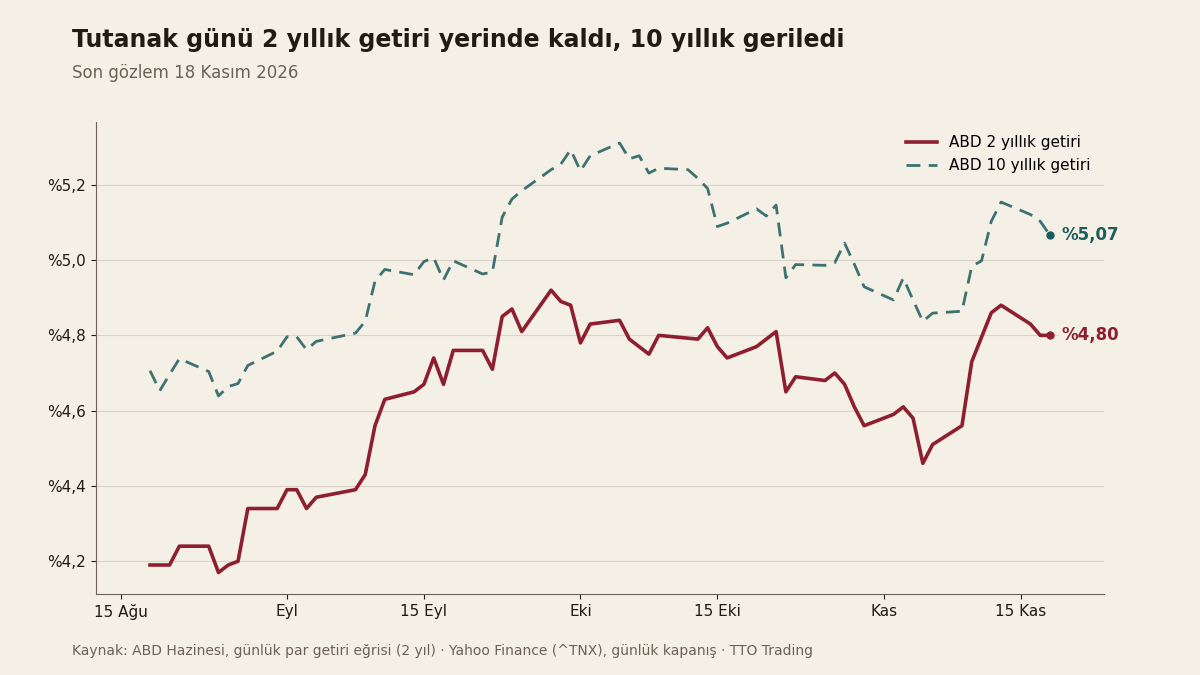 Tutanak günü 2 yıllık getiri yerinde kaldı, 10 yıllık geriledi
Son gözlem 18 Kasım 2026
ABD 2 yıllık getiri
ABD 10 yıllık getiri
%5,2
%5,0
%4,8
%4,6
%4,4
%4,2
%5,07
%4,80
15 Ağu
Eyl
15 Eyl
Eki
15 Eki
Kas
15 Kas
Kaynak: ABD Hazinesi, günlük par getiri eğrisi (2 yıl) · Yahoo Finance (^TNX), günlük kapanış · TTO Trading